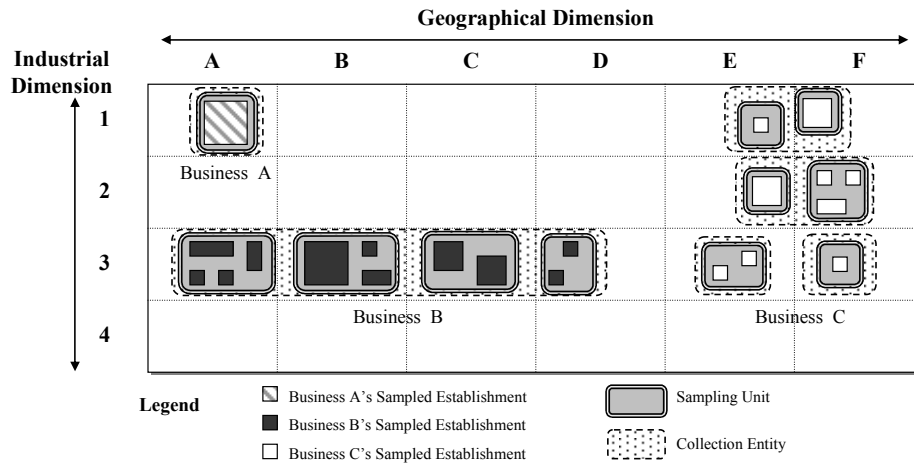 Geographical Dimension
Industrial
Dimension
A B C D E F
1
Business A
2
3
Business B Business C
4
Legend
Business A's Sampled Establishment
Business B's Sampled Establishment
Business C's Sampled Establishment
Sampling Unit
Collection Entity